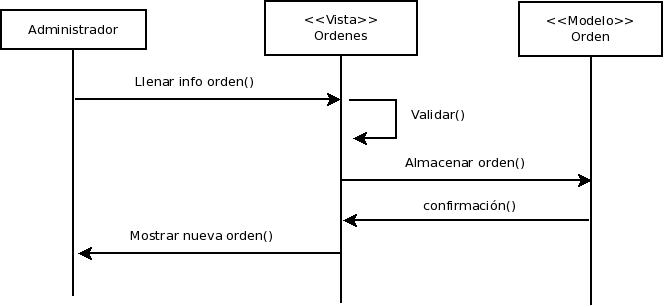 Administrador
<<Vista>>
Ordenes
<<Modelo>>
Orden
Llenar info orden()
Validar()
Almacenar orden()
confirmación()
Mostrar nueva orden()